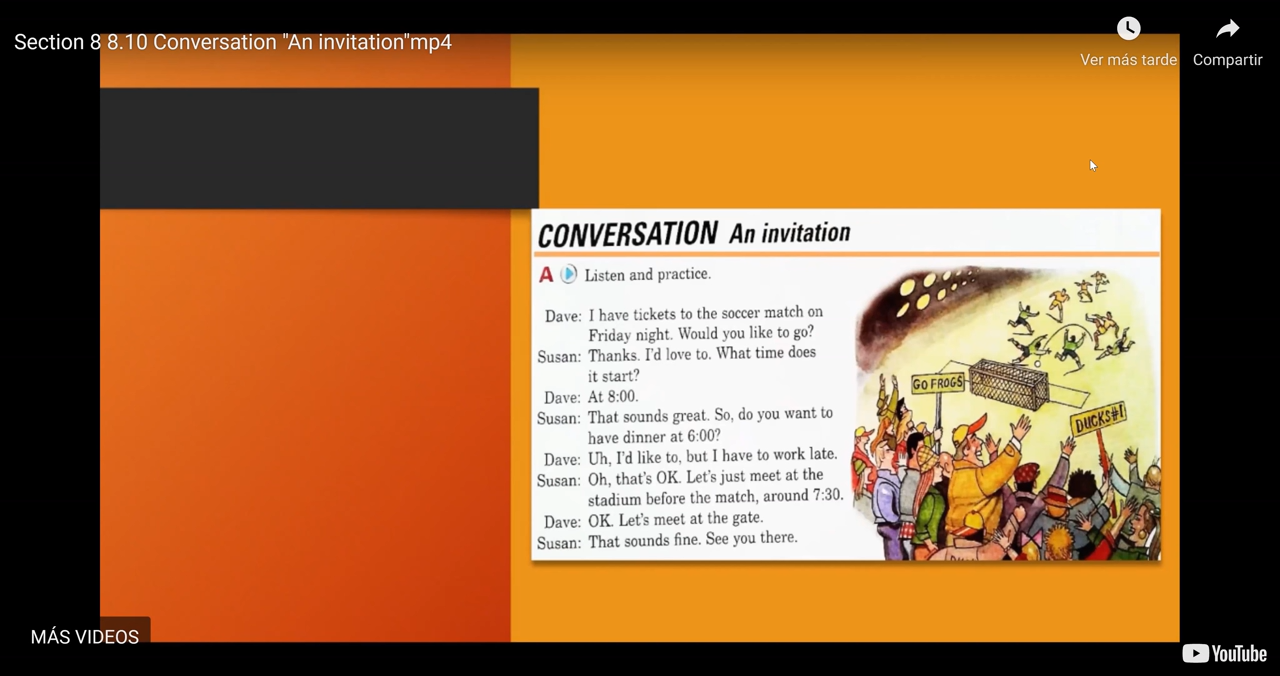 Section 8 8.10 Conversation "An invitation"mp4
Ver más tarde
Compartir
CONVERSATION An invitation
A Listen and practice.
Dave: I have tickets to the soccer match on
Friday night. Would you like to go?
Susan: Thanks. I'd love to. What time does
it start?
Dave: At 8:00.
Susan: That sounds great. So, do you want to
have dinner at 6:00?
Dave: Uh, I'd like to, but I have to work late.
Susan: Oh, that's OK. Let's just meet at the
stadium before the match, around 7:30.
Dave: OK. Let's meet at the gate.
Susan: That sounds fine. See you there.
GO FROGS
DUCKS#1
MÁS VIDEOS
YouTube